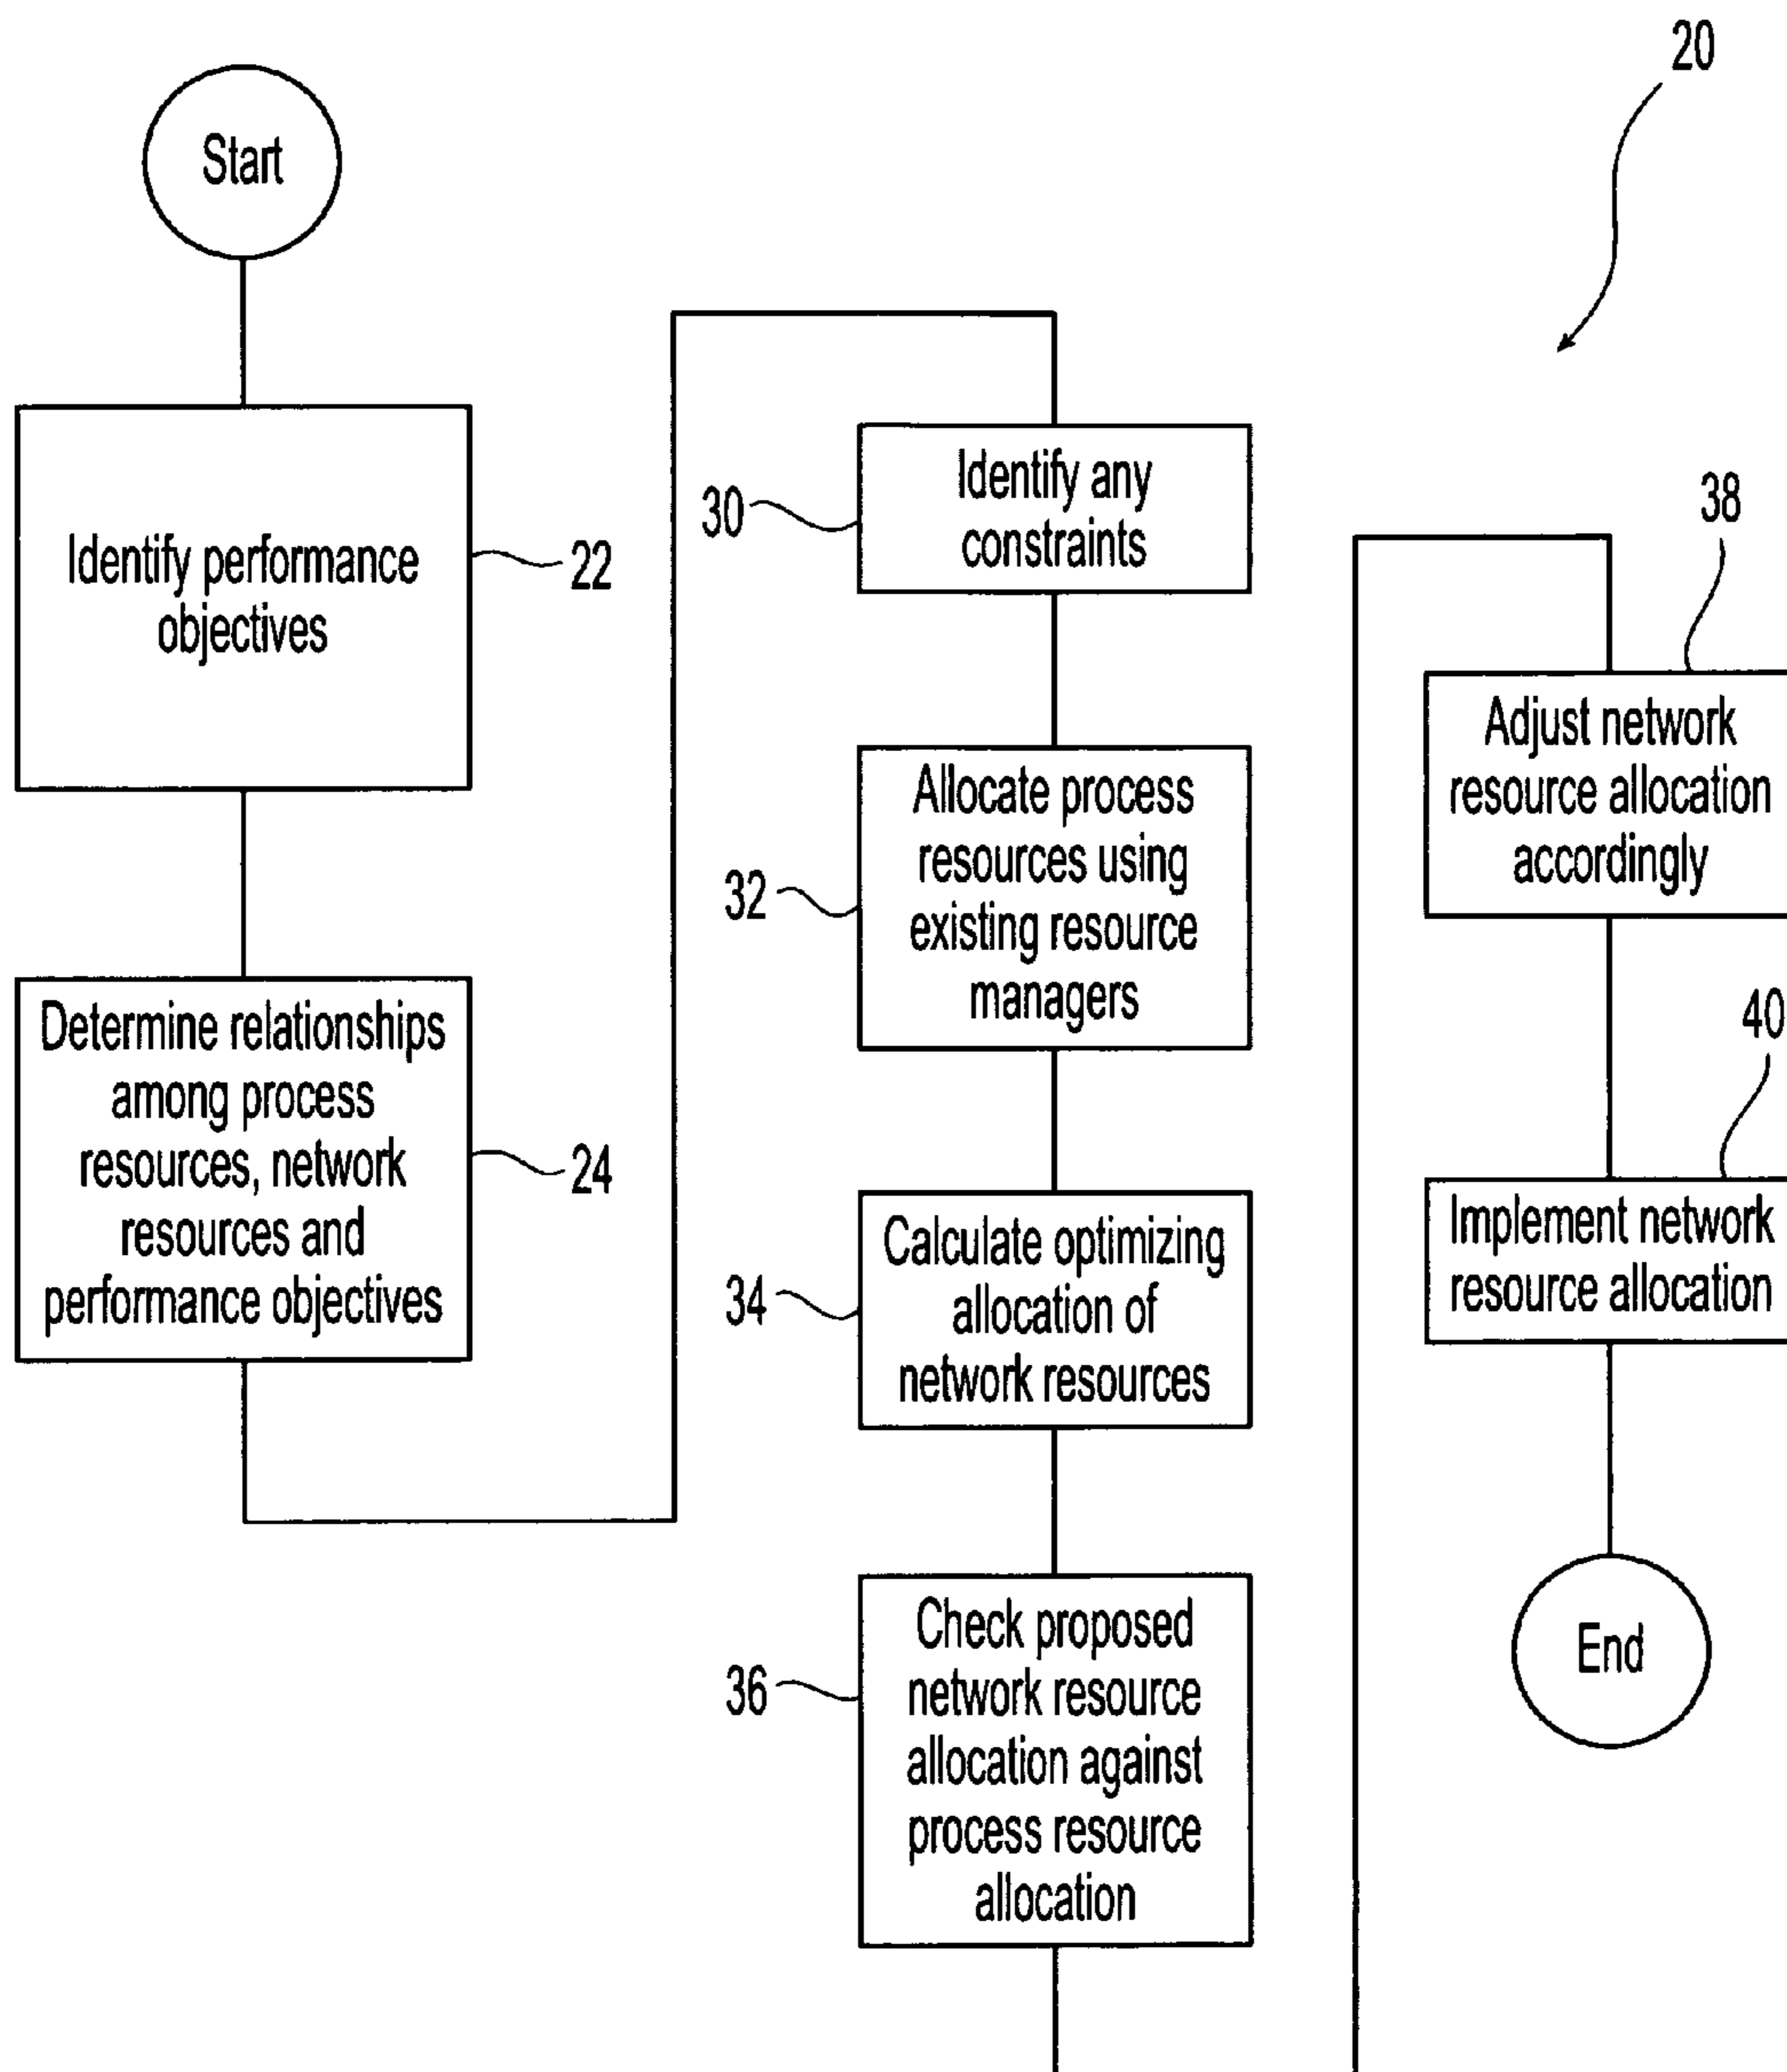 20
Start
Identify performance
objectives
22
Determine relationships
among process
resources, network
resources and
performance objectives
24
Identify any
constraints
30
Allocate process
resources using
existing resource
managers
32
Calculate optimizing
allocation of
network resources
34
Check proposed
network resource
allocation against
process resource
allocation
36
38
Adjust network
resource allocation
accordingly
40
Implement network
resource allocation
End